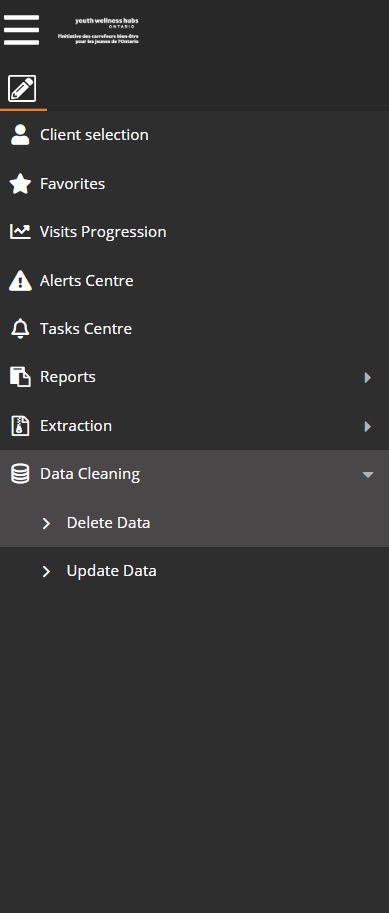 youth wellness hubs
ONTARIO
l'initiative des carrefours bien-être
pour les jeunes de l'Ontario
Client selection
Favorites
Visits Progression
Alerts Centre
Tasks Centre
Reports
Extraction
Data Cleaning
Delete Data
Update Data